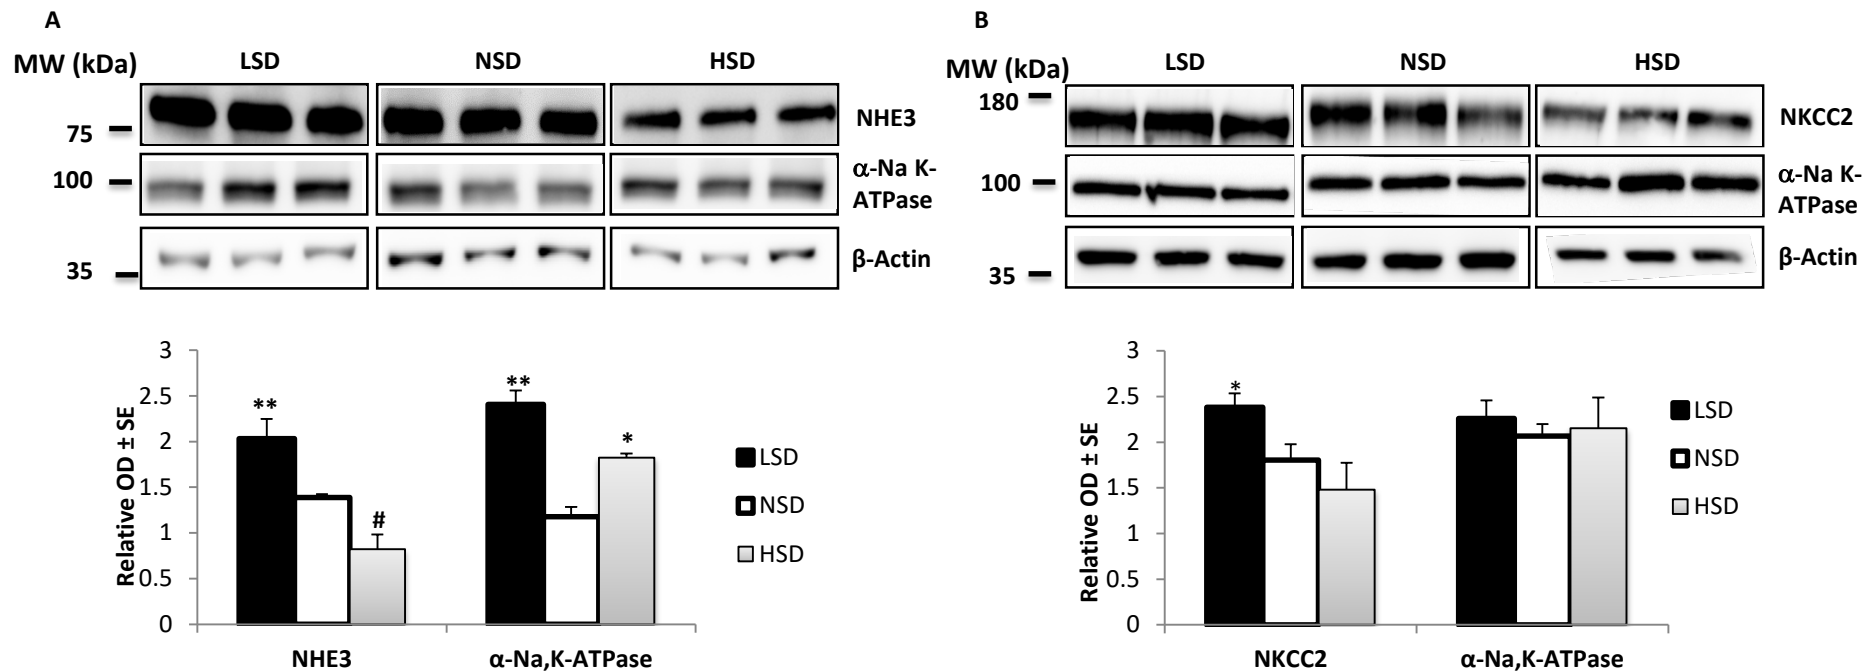 A
MW (kDa)
LSD
NSD
HSD
75
NHE3
100
α-Na K-
ATPase
35
β-Actin
3
2.5
2
1.5
1
0.5
0
Relative OD ± SE
**
#
**
*
LSD
NSD
HSD
NHE3
α-Na,K-ATPase
B
MW (kDa)
LSD
NSD
HSD
180
NKCC2
100
α-Na K-
ATPase
35
β-Actin
3
2.5
2
1.5
1
0.5
0
Relative OD ± SE
*
LSD
NSD
HSD
NKCC2
α-Na,K-ATPase